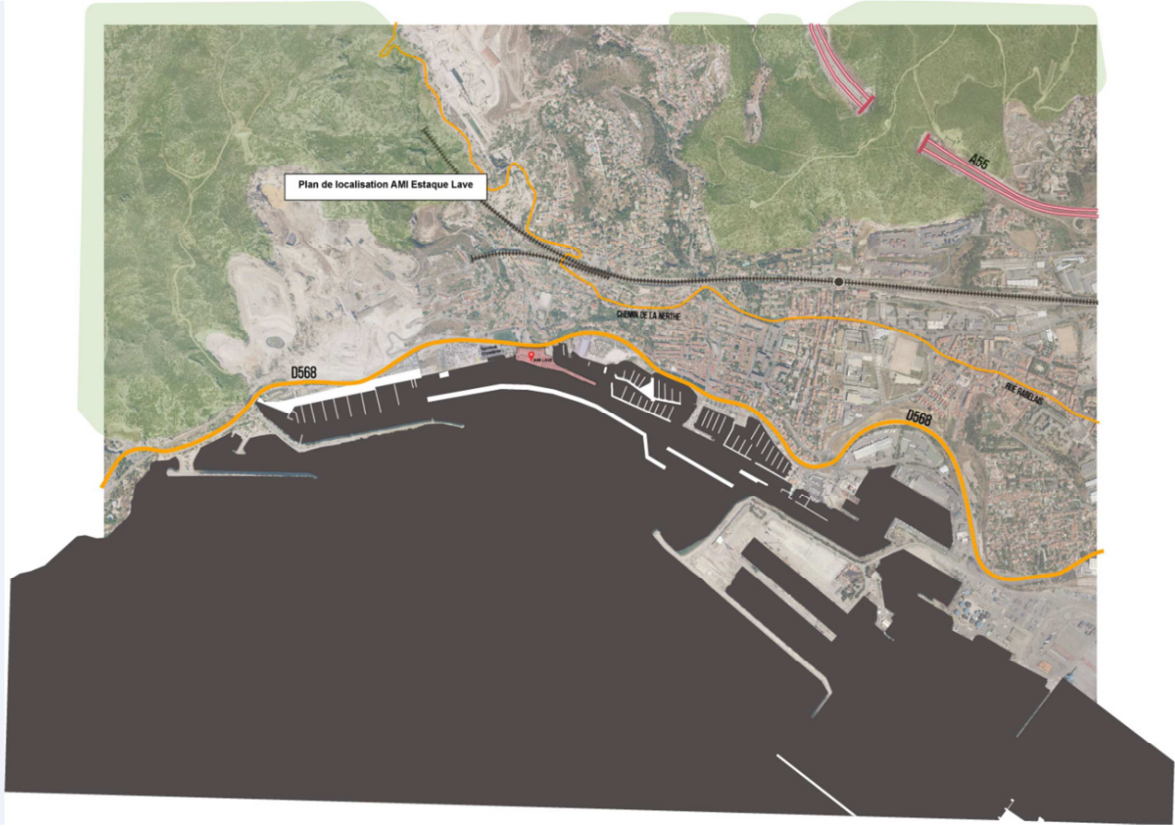 A55
Plan de localisation AMI Estaque Lave
CHEMIN DE LA NERTHE
D568
RUE RABELAIS
D568